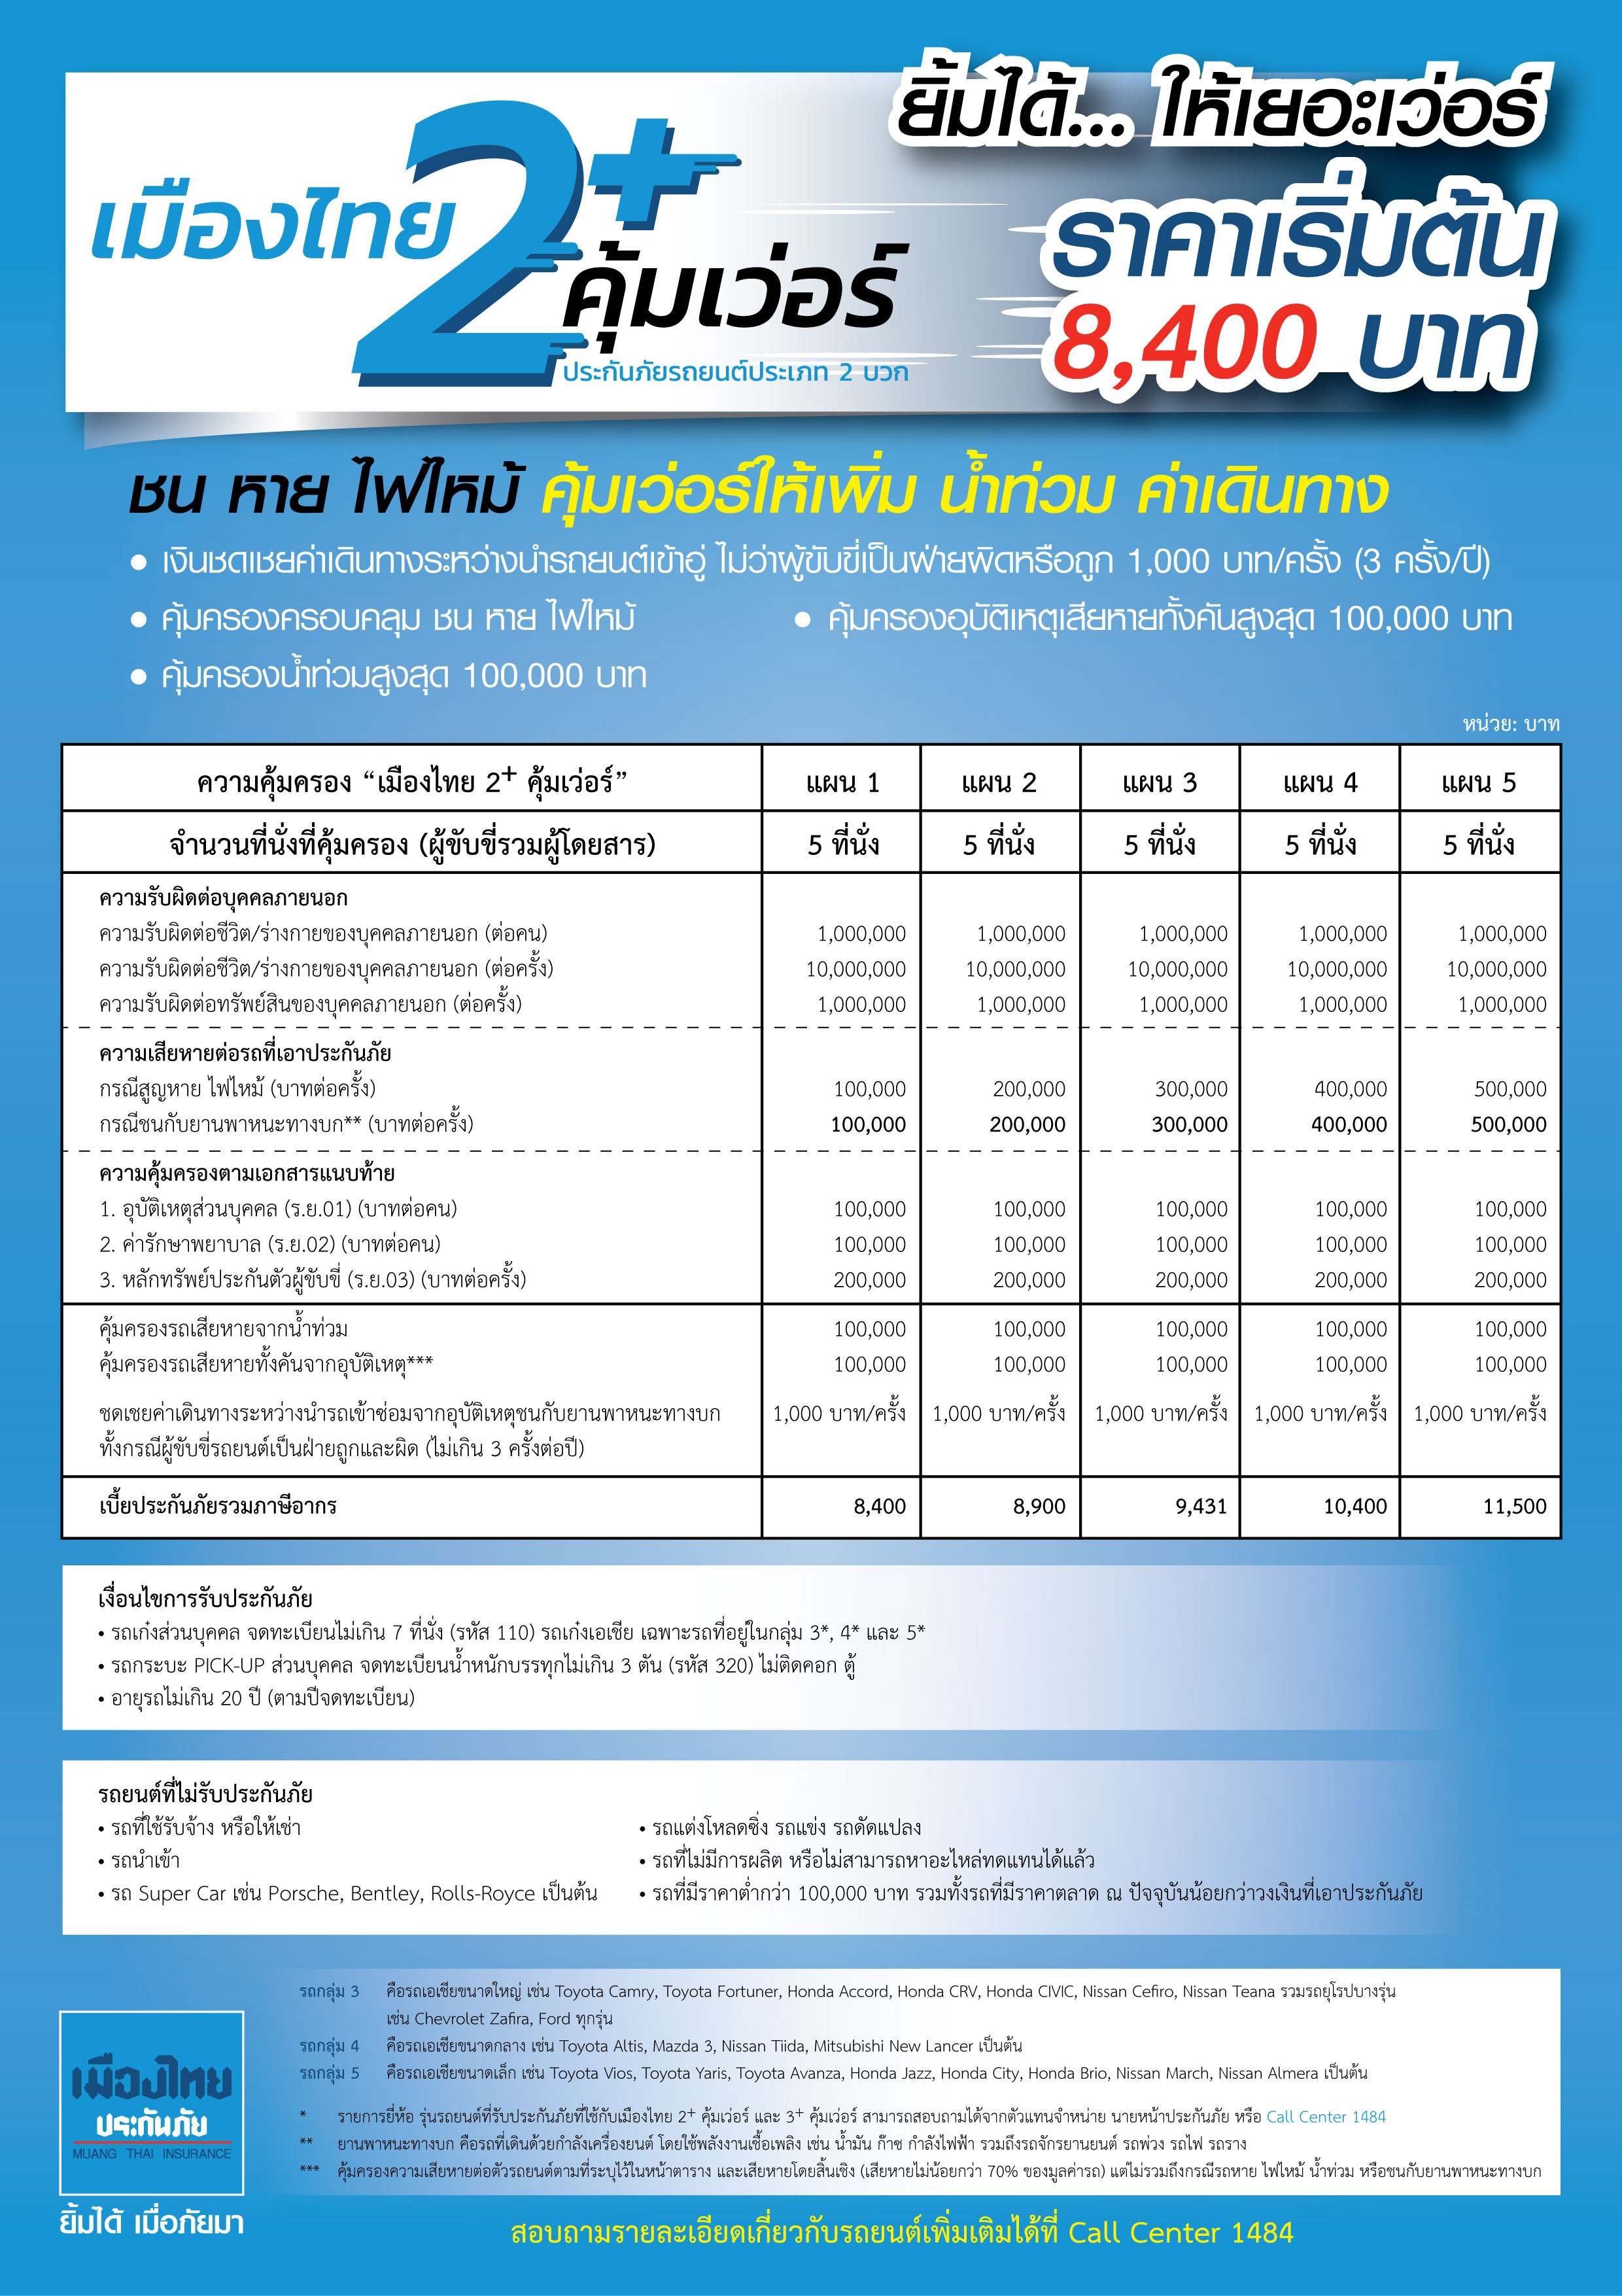 ยิ้มได้... ให้เยอะเว่อร์
เมืองไทย 2+ คุ้มเว่อร์
ประกันภัยรถยนต์ประเภท 2 บวก
ราคาเริ่มต้น
8,400 บาท
ชน หาย ไฟไหม้ คุ้มเว่อร์ให้เพิ่ม น้ำท่วม ค่าเดินทาง
• เงินชดเชยค่าเดินทางระหว่างนำรถยนต์เข้าอู่ ไม่ว่าผู้ขับขี่เป็นฝ่ายผิดหรือถูก 1,000 บาท/ครั้ง (3 ครั้ง/ปี)
• คุ้มครองครอบคลุม ชน หาย ไฟไหม้ • คุ้มครองอุบัติเหตุเสียหายทั้งคันสูงสุด 100,000 บาท
• คุ้มครองน้ำท่วมสูงสุด 100,000 บาท
หน่วย: บาท
ความคุ้มครอง “เมืองไทย 2+ คุ้มเว่อร์” แผน 1 แผน 2 แผน 3 แผน 4 แผน 5
จำนวนที่นั่งที่คุ้มครอง (ผู้ขับขี่รวมผู้โดยสาร) 5 ที่นั่ง 5 ที่นั่ง 5 ที่นั่ง 5 ที่นั่ง 5 ที่นั่ง
ความรับผิดต่อบุคคลภายนอก
ความรับผิดต่อชีวิต/ร่างกายของบุคคลภายนอก (ต่อคน) 1,000,000 1,000,000 1,000,000 1,000,000 1,000,000
ความรับผิดต่อชีวิต/ร่างกายของบุคคลภายนอก (ต่อครั้ง) 10,000,000 10,000,000 10,000,000 10,000,000 10,000,000
ความรับผิดต่อทรัพย์สินของบุคคลภายนอก (ต่อครั้ง) 1,000,000 1,000,000 1,000,000 1,000,000 1,000,000
ความเสียหายต่อรถที่เอาประกันภัย
กรณีสูญหาย ไฟไหม้ (บาทต่อครั้ง) 100,000 200,000 300,000 400,000 500,000
กรณีชนกับยานพาหนะทางบก** (บาทต่อครั้ง) 100,000 200,000 300,000 400,000 500,000
ความคุ้มครองตามเอกสารแนบท้าย
1. อุบัติเหตุส่วนบุคคล (ร.ย.01) (บาทต่อคน) 100,000 100,000 100,000 100,000 100,000
2. ค่ารักษาพยาบาล (ร.ย.02) (บาทต่อคน) 100,000 100,000 100,000 100,000 100,000
3. หลักทรัพย์ประกันตัวผู้ขับขี่ (ร.ย.03) (บาทต่อครั้ง) 200,000 200,000 200,000 200,000 200,000
คุ้มครองรถเสียหายจากน้ำท่วม 100,000 100,000 100,000 100,000 100,000
คุ้มครองรถเสียหายทั้งคันจากอุบัติเหตุ*** 100,000 100,000 100,000 100,000 100,000
ชดเชยค่าเดินทางระหว่างนำรถเข้าซ่อมจากอุบัติเหตุชนกับยานพาหนะทางบก 1,000 บาท/ครั้ง 1,000 บาท/ครั้ง 1,000 บาท/ครั้ง 1,000 บาท/ครั้ง 1,000 บาท/ครั้ง
ทั้งกรณีผู้ขับขี่รถยนต์เป็นฝ่ายถูกและผิด (ไม่เกิน 3 ครั้งต่อปี)
เบี้ยประกันภัยรวมภาษีอากร 8,400 8,900 9,431 10,400 11,500
เงื่อนไขการรับประกันภัย
• รถเก๋งส่วนบุคคล จดทะเบียนไม่เกิน 7 ที่นั่ง (รหัส 110) รถเก๋งเอเชีย เฉพาะรถที่อยู่ในกลุ่ม 3*, 4* และ 5*
• รถกระบะ PICK-UP ส่วนบุคคล จดทะเบียนน้ำหนักบรรทุกไม่เกิน 3 ตัน (รหัส 320) ไม่ติดคอก ตู้
• อายุรถไม่เกิน 20 ปี (ตามปีจดทะเบียน)
รถยนต์ที่ไม่รับประกันภัย
• รถที่ใช้รับจ้าง หรือให้เช่า • รถแต่งโหลดซิ่ง รถแข่ง รถดัดแปลง
• รถนำเข้า • รถที่ไม่มีการผลิต หรือไม่สามารถหาอะไหล่ทดแทนได้แล้ว
• รถ Super Car เช่น Porsche, Bentley, Rolls-Royce เป็นต้น • รถที่มีราคาต่ำกว่า 100,000 บาท รวมทั้งรถที่มีราคาตลาด ณ ปัจจุบันน้อยกว่าวงเงินที่เอาประกันภัย
รถกลุ่ม 3 คือรถเอเชียขนาดใหญ่ เช่น Toyota Camry, Toyota Fortuner, Honda Accord, Honda CRV, Honda CIVIC, Nissan Cefiro, Nissan Teana รวมรถยุโรปบางรุ่น
เช่น Chevrolet Zafira, Ford ทุกรุ่น
รถกลุ่ม 4 คือรถเอเชียขนาดกลาง เช่น Toyota Altis, Mazda 3, Nissan Tiida, Mitsubishi New Lancer เป็นต้น
รถกลุ่ม 5 คือรถเอเชียขนาดเล็ก เช่น Toyota Vios, Toyota Yaris, Toyota Avanza, Honda Jazz, Honda City, Honda Brio, Nissan March, Nissan Almera เป็นต้น
* รายการยี่ห้อ รุ่นรถยนต์ที่รับประกันภัยที่ใช้กับเมืองไทย 2+ คุ้มเว่อร์ และ 3+ คุ้มเว่อร์ สามารถสอบถามได้จากตัวแทนจำหน่าย นายหน้าประกันภัย หรือ Call Center 1484
** ยานพาหนะทางบก คือรถที่เดินด้วยกำลังเครื่องยนต์ โดยใช้พลังงานเชื้อเพลิง เช่น น้ำมัน ก๊าซ กำลังไฟฟ้า รวมถึงรถจักรยานยนต์ รถพ่วง รถไฟ รถราง
*** คุ้มครองความเสียหายต่อตัวรถยนต์ตามที่ระบุไว้ในหน้าตาราง และเสียหายโดยสิ้นเชิง (เสียหายไม่น้อยกว่า 70% ของมูลค่ารถ) แต่ไม่รวมถึงกรณีรถหาย ไฟไหม้ น้ำท่วม หรือชนกับยานพาหนะทางบก
เมืองไทย
ประกันภัย
MUANG THAI INSURANCE
ยิ้มได้ เมื่อภัยมา
สอบถามรายละเอียดเกี่ยวกับรถยนต์เพิ่มเติมได้ที่ Call Center 1484